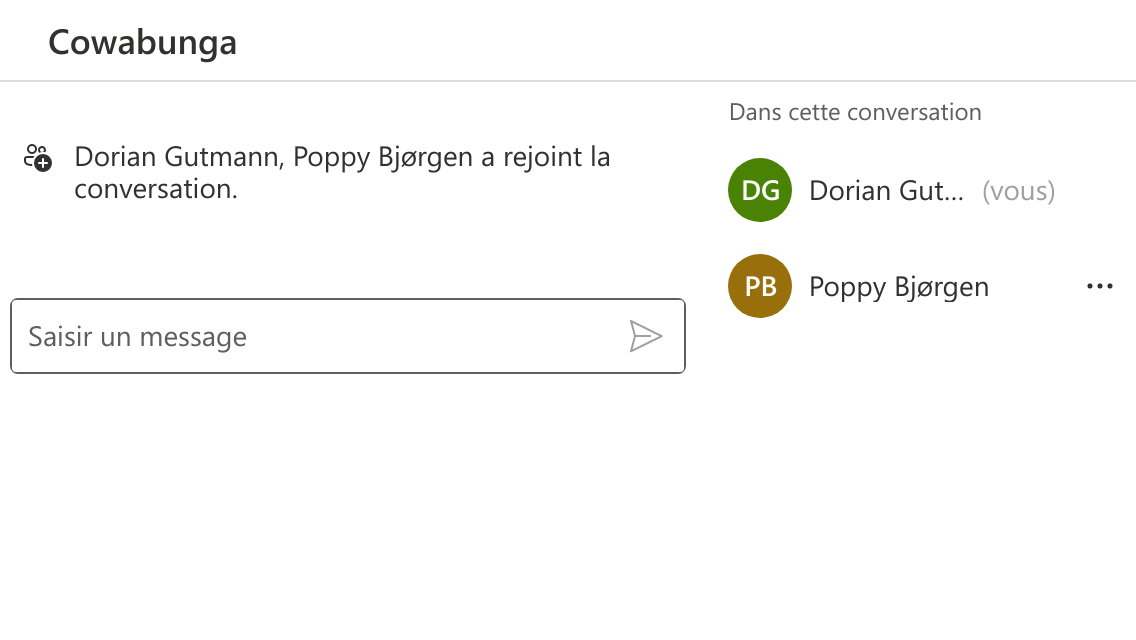 Cowabunga
Dorian Gutmann, Poppy Bjørgen a rejoint la
conversation.
Saisir un message
Dans cette conversation
DG
Dorian Gut... (vous)
PB
Poppy Bjørgen